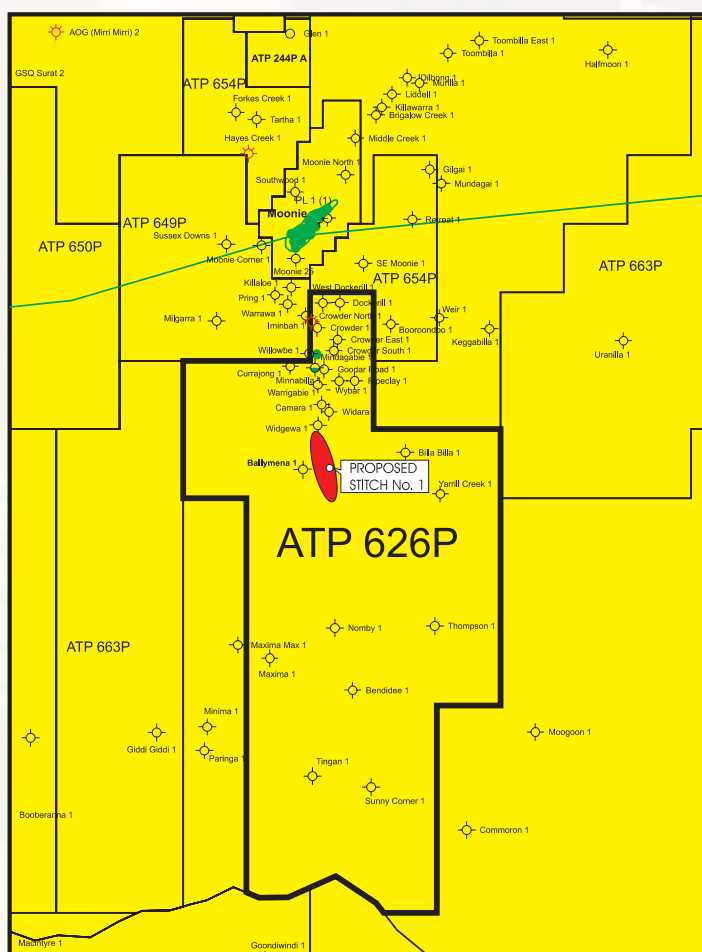 AOG (Mirri Mirri) 2
Glen 1
Toombilla East 1
Toombilla 1
Halfmoon 1
ATP 244P A
GSQ Surat 2
ATP 654P
Dilbong 1
Murilla 1
Liddell 1
Forkes Creek 1
Killawarra 1
Tartha 1
Brigalow Creek 1
Hayes Creek 1
Middle Creek 1
Moonie North 1
Gilgai 1
Southwood 1
Mundagai 1
PL 1 (1)
Moonie
ATP 649P
Retreat 1
ATP 650P
Sussex Downs 1
Moonie Corner 1
Moonie 25
SE Moonie 1
ATP 663P
ATP 654P
Killaloe 1
West Dockerill 1
Pring 1
Dockerill 1
Warrawa 1
Crowder North 1
Weir 1
Milgarra 1
Iminbah 1
Crowder 1
Booroondoo 1
Keggabilla 1
Crowder East 1
Uranilla 1
Willowbe 1
Crowder South 1
Mindagabie 1
Currajong 1
Goodar Road 1
Minnabilla 1
Pipeclay 1
Warrigabie 1
Wybar 1
Camara 1
Widara
Widgewa 1
Billa Billa 1
Ballymena 1
PROPOSED
STITCH No. 1
Yarrill Creek 1
ATP 626P
Nomby 1
Thompson 1
ATP 663P
Maxima Max 1
Maxima 1
Bendidee 1
Minima 1
Moogoon 1
Giddi Giddi 1
Paringa 1
Tingan 1
Sunny Corner 1
Booberanna 1
Commoron 1
MacIntyre 1
Goondiwindi 1